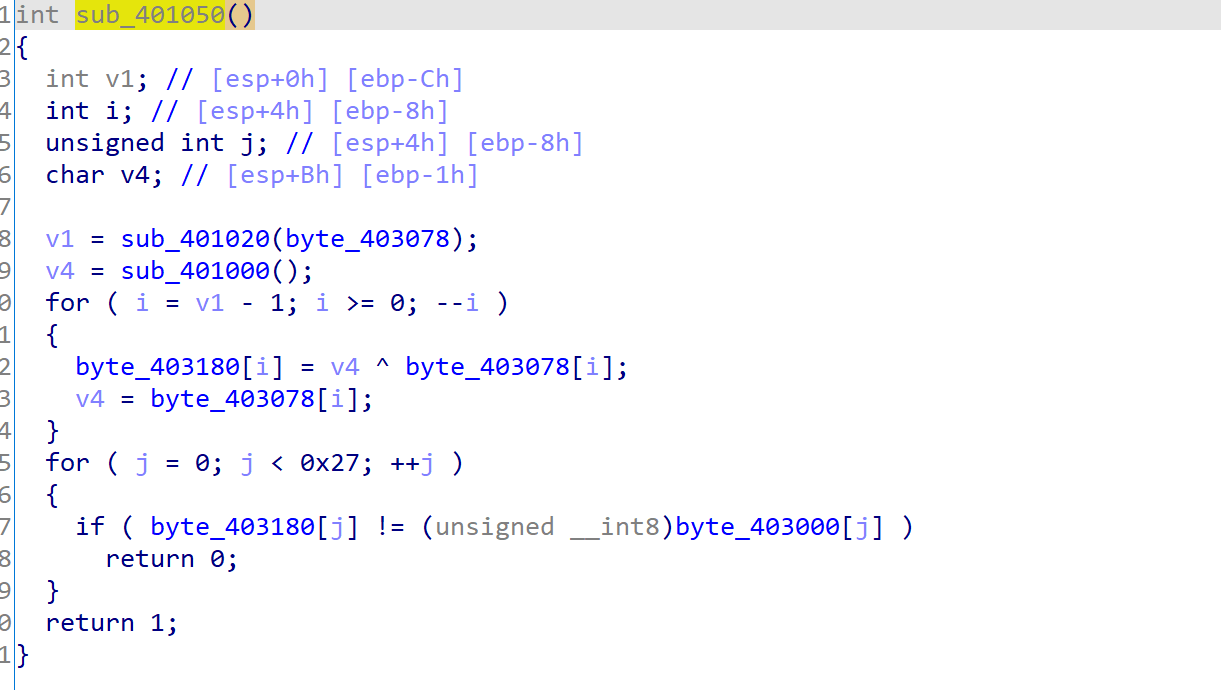 1 int sub_401050()
2 {
3   int v1; // [esp+0h] [ebp-Ch]
4   int i; // [esp+4h] [ebp-8h]
5   unsigned int j; // [esp+4h] [ebp-8h]
6   char v4; // [esp+Bh] [ebp-1h]
7
8   v1 = sub_401020(byte_403078);
9   v4 = sub_401000();
0   for ( i = v1 - 1; i >= 0; --i )
1   {
2     byte_403180[i] = v4 ^ byte_403078[i];
3     v4 = byte_403078[i];
4   }
5   for ( j = 0; j < 0x27; ++j )
6   {
7     if ( byte_403180[j] != (unsigned __int8)byte_403000[j] )
8       return 0;
9   }
0   return 1;
1 }